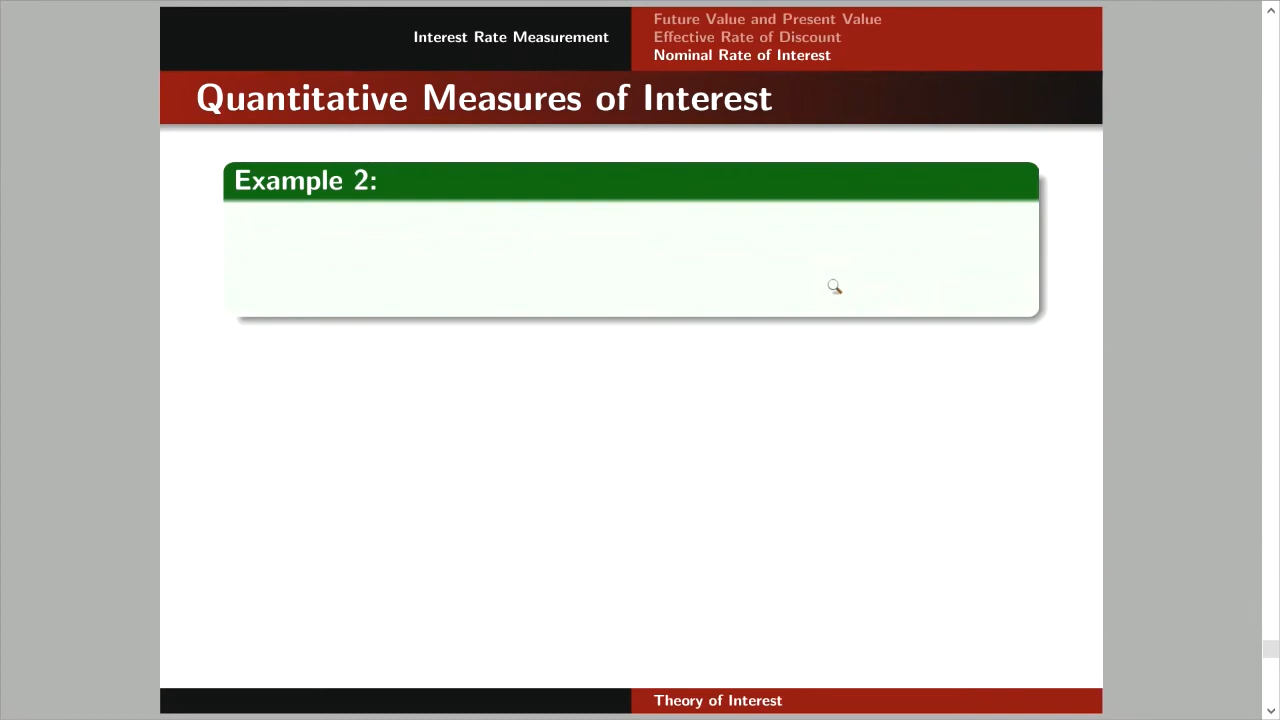 Interest Rate Measurement
Future Value and Present Value
Effective Rate of Discount
Nominal Rate of Interest
Quantitative Measures of Interest
Example 2:
Theory of Interest